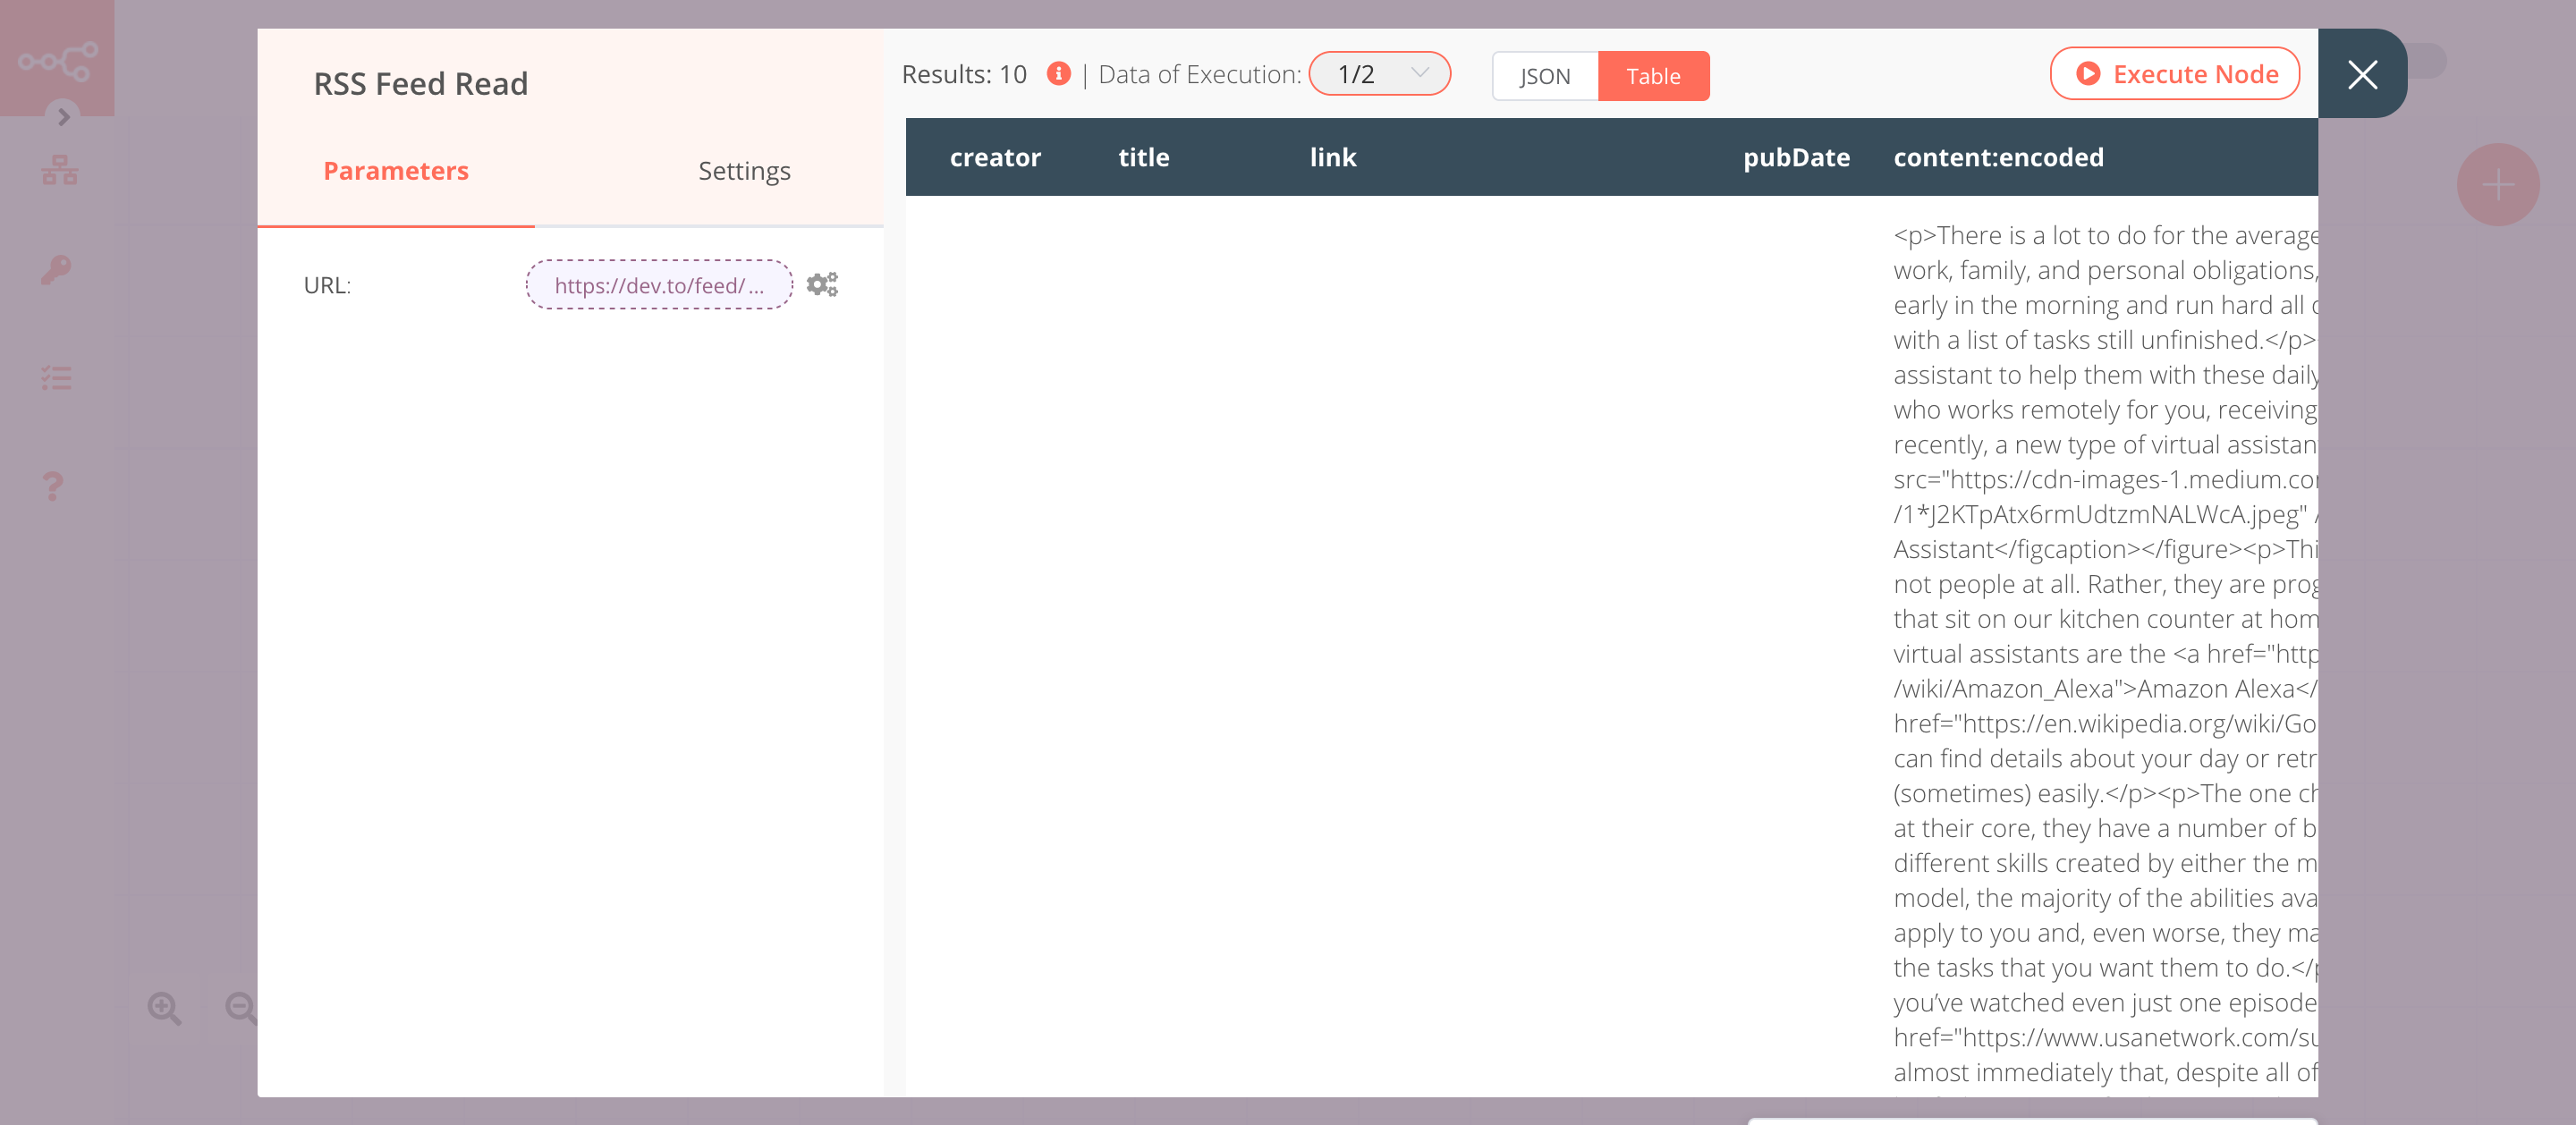 RSS Feed Read
Parameters
Settings
URL:
https://dev.to/feed/ ...
Results: 10 | Data of Execution: 1/2
JSON
Table
Execute Node
creator title link pubDate content:encoded
<p>There is a lot to do for the average
work, family, and personal obligations,
early in the morning and run hard all
with a list of tasks still unfinished.</p>
assistant to help them with these daily
who works remotely for you, receiving
recently, a new type of virtual assistan
src="https://cdn-images-1.medium.co
/1*J2KTpAtx6rmUdtzmNALWcA.jpeg" /
Assistant</figcaption></figure><p>Thi
not people at all. Rather, they are prog
that sit on our kitchen counter at hom
virtual assistants are the <a href="http
/wiki/Amazon_Alexa">Amazon Alexa</
href="https://en.wikipedia.org/wiki/Go
can find details about your day or retr
(sometimes) easily.</p><p>The one ch
at their core, they have a number of b
different skills created by either the m
model, the majority of the abilities ava
apply to you and, even worse, they ma
the tasks that you want them to do.</p
you’ve watched even just one episode
href="https://www.usanetwork.com/su
almost immediately that, despite all of